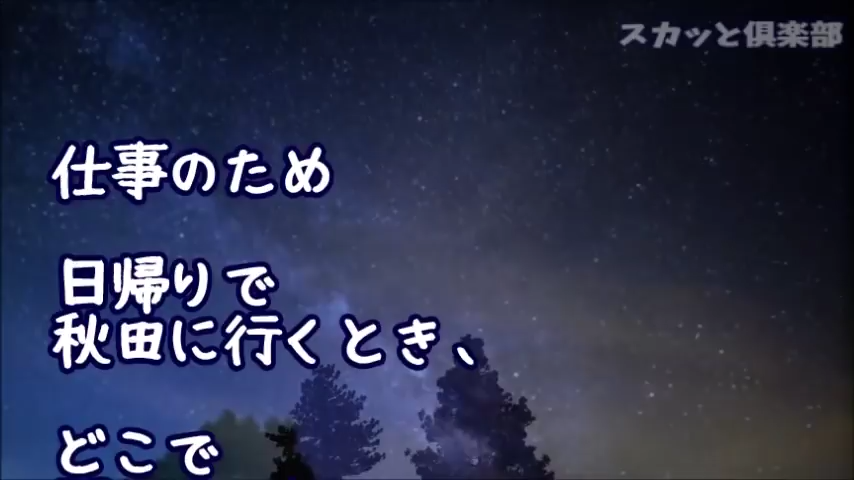 スカッと倶楽部
仕事のため
日帰りで
秋田に行くとき、
どこで